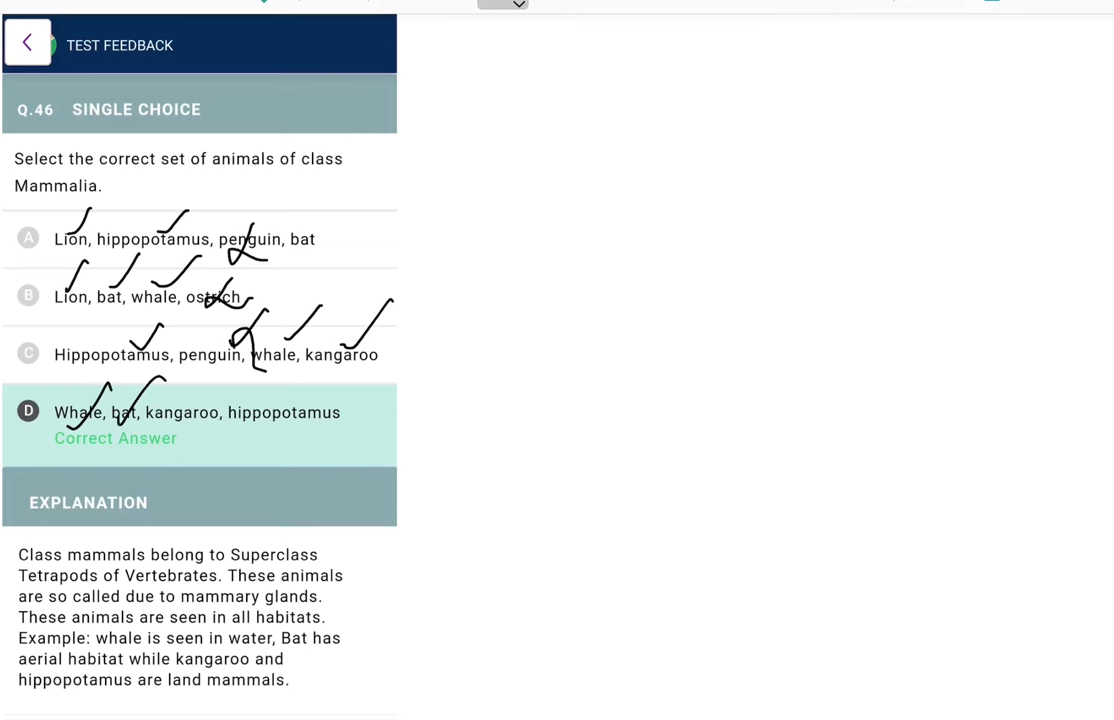 TEST FEEDBACK
Q.46 SINGLE CHOICE
Select the correct set of animals of class
Mammalia.
A Lion, hippopotamus, penguin, bat
B Lion, bat, whale, ostrich
C Hippopotamus, penguin, whale, kangaroo
D Whale, bat, kangaroo, hippopotamus
Correct Answer
EXPLANATION
Class mammals belong to Superclass
Tetrapods of Vertebrates. These animals
are so called due to mammary glands.
These animals are seen in all habitats.
Example: whale is seen in water, Bat has
aerial habitat while kangaroo and
hippopotamus are land mammals.